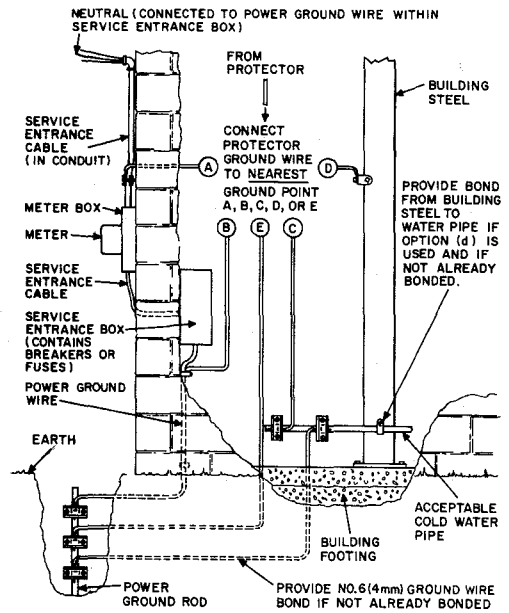 NEUTRAL (CONNECTED TO POWER GROUND WIRE WITHIN
SERVICE ENTRANCE BOX)
FROM
PROTECTOR
BUILDING
STEEL
SERVICE
ENTRANCE
CABLE
(IN CONDUIT)
CONNECT
PROTECTOR
GROUND WIRE
TO NEAREST
GROUND POINT
A, B, C, D, OR E
A
D
METER BOX
METER
B
E
C
PROVIDE BOND
FROM BUILDING
STEEL TO
WATER PIPE IF
OPTION (d) IS
USED AND IF
NOT ALREADY
BONDED.
SERVICE
ENTRANCE
CABLE
SERVICE
ENTRANCE BOX
(CONTAINS
BREAKERS OR
FUSES)
POWER GROUND
WIRE
EARTH
ACCEPTABLE
COLD WATER
PIPE
BUILDING
FOOTING
POWER
GROUND ROD
PROVIDE NO.6(4mm) GROUND WIRE
BOND IF NOT ALREADY BONDED